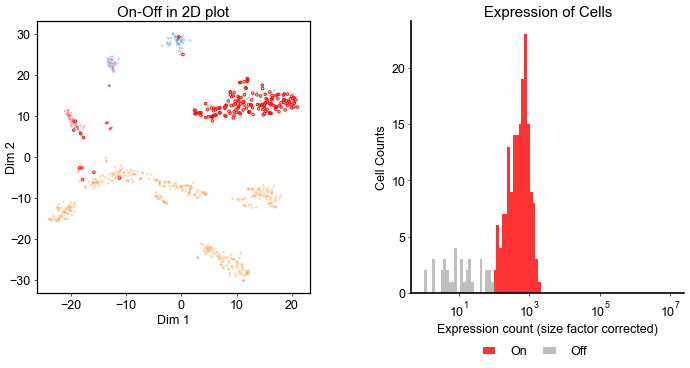 On-Off in 2D plot
Dim 2
30
20
10
0
−10
−20
−30
−20
−10
0
10
20
Dim 1
Expression of Cells
Cell Counts
20
15
10
5
0
10^1
10^3
10^5
10^7
Expression count (size factor corrected)
On
Off